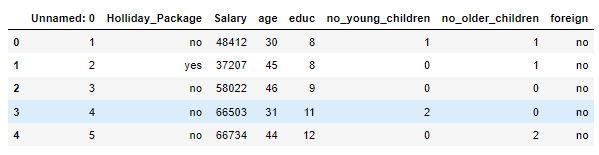 Unnamed: 0 Holliday_Package Salary age educ no_young_children no_older_children foreign
0 1 no 48412 30 8 1 1 no
1 2 yes 37207 45 8 0 1 no
2 3 no 58022 46 9 0 0 no
3 4 no 66503 31 11 2 0 no
4 5 no 66734 44 12 0 2 no